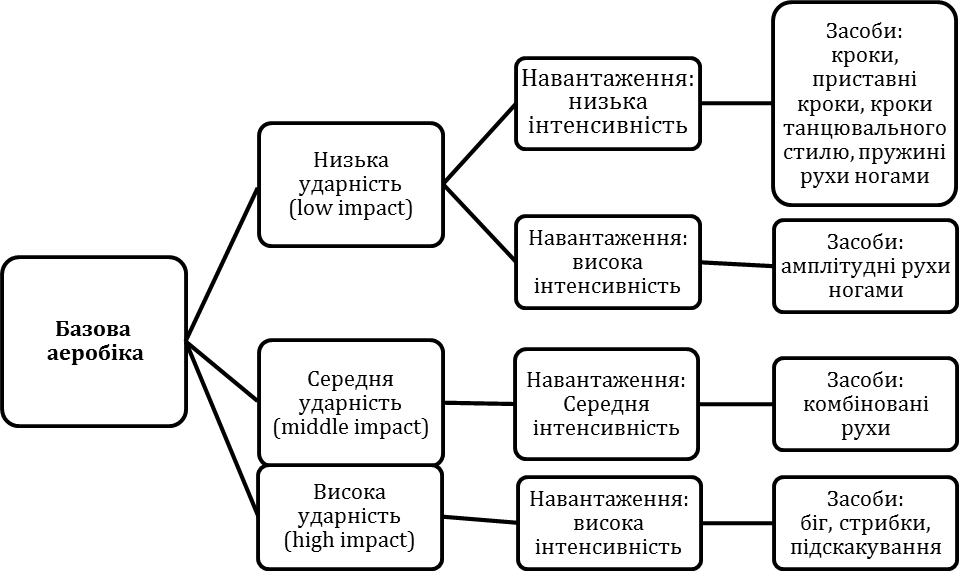 Базова
аеробіка
Низька
ударність
(low impact)
Навантаження:
низька
інтенсивність
Засоби:
кроки,
приставні
кроки, кроки
танцювального
стилю, пружині
рухи ногами
Навантаження:
висока
інтенсивність
Засоби:
амплітудні рухи
ногами
Середня
ударність
(middle impact)
Навантаження:
Середня
інтенсивність
Засоби:
комбіновані
рухи
Висока
ударність
(high impact)
Навантаження:
висока
інтенсивність
Засоби:
біг, стрибки,
підскакування